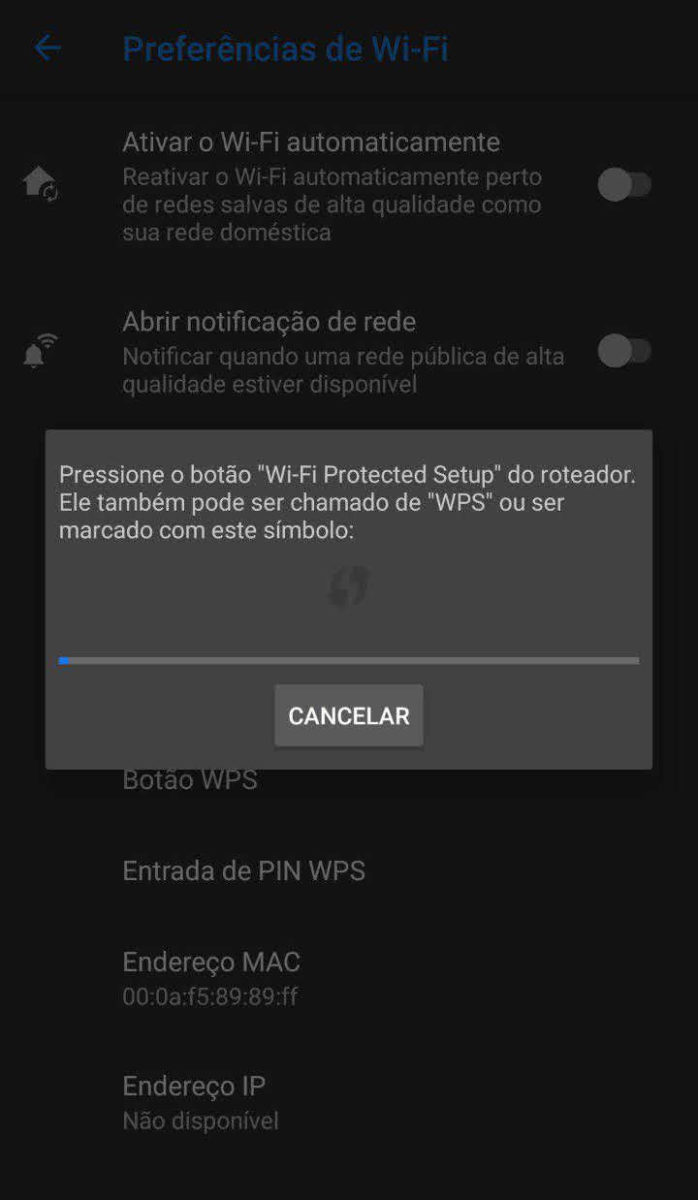 Preferências de Wi-Fi
Ativar o Wi-Fi automaticamente
Reativar o Wi-Fi automaticamente perto
de redes salvas de alta qualidade como
sua rede doméstica
Abrir notificação de rede
Notificar quando uma rede pública de alta
qualidade estiver disponível
Pressione o botão "Wi-Fi Protected Setup" do roteador.
Ele também pode ser chamado de "WPS" ou ser
marcado com este símbolo:
CANCELAR
Botão WPS
Entrada de PIN WPS
Endereço MAC
00:0a:f5:89:89:ff
Endereço IP
Não disponível